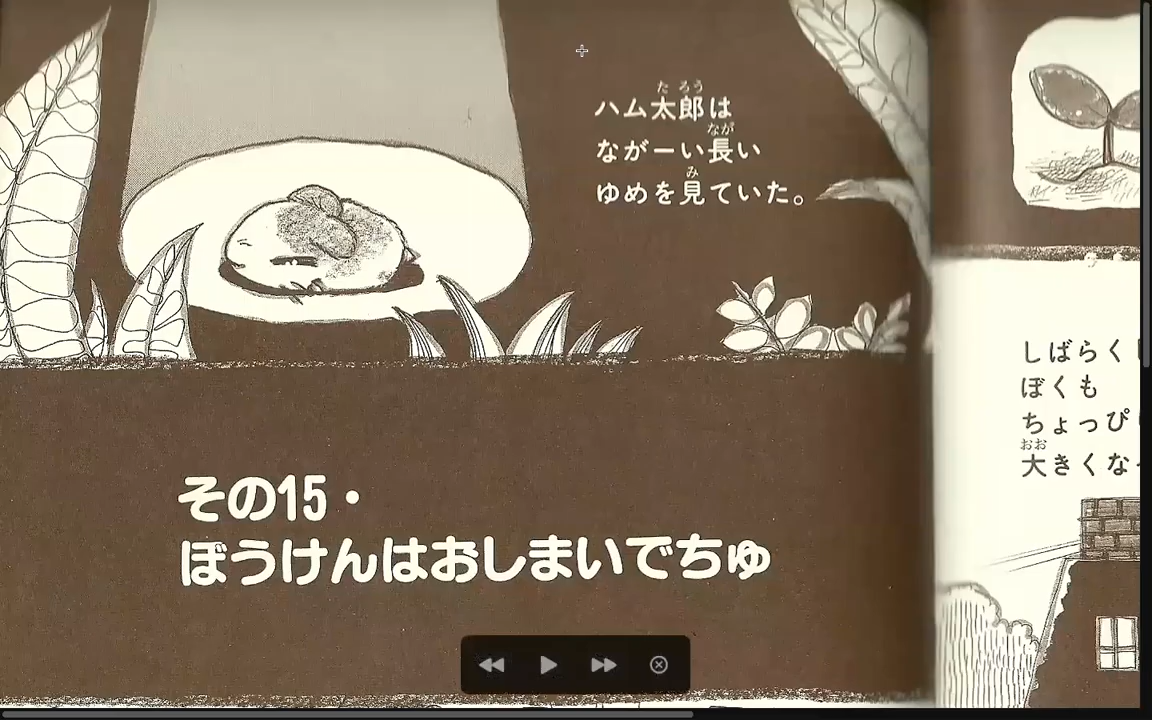 ハム太郎は
ながーい長い
ゆめを見ていた。
その15・
ぼうけんはおしまいでちゅ
しばらく
ぼくも
ちょっぴ
大きくな